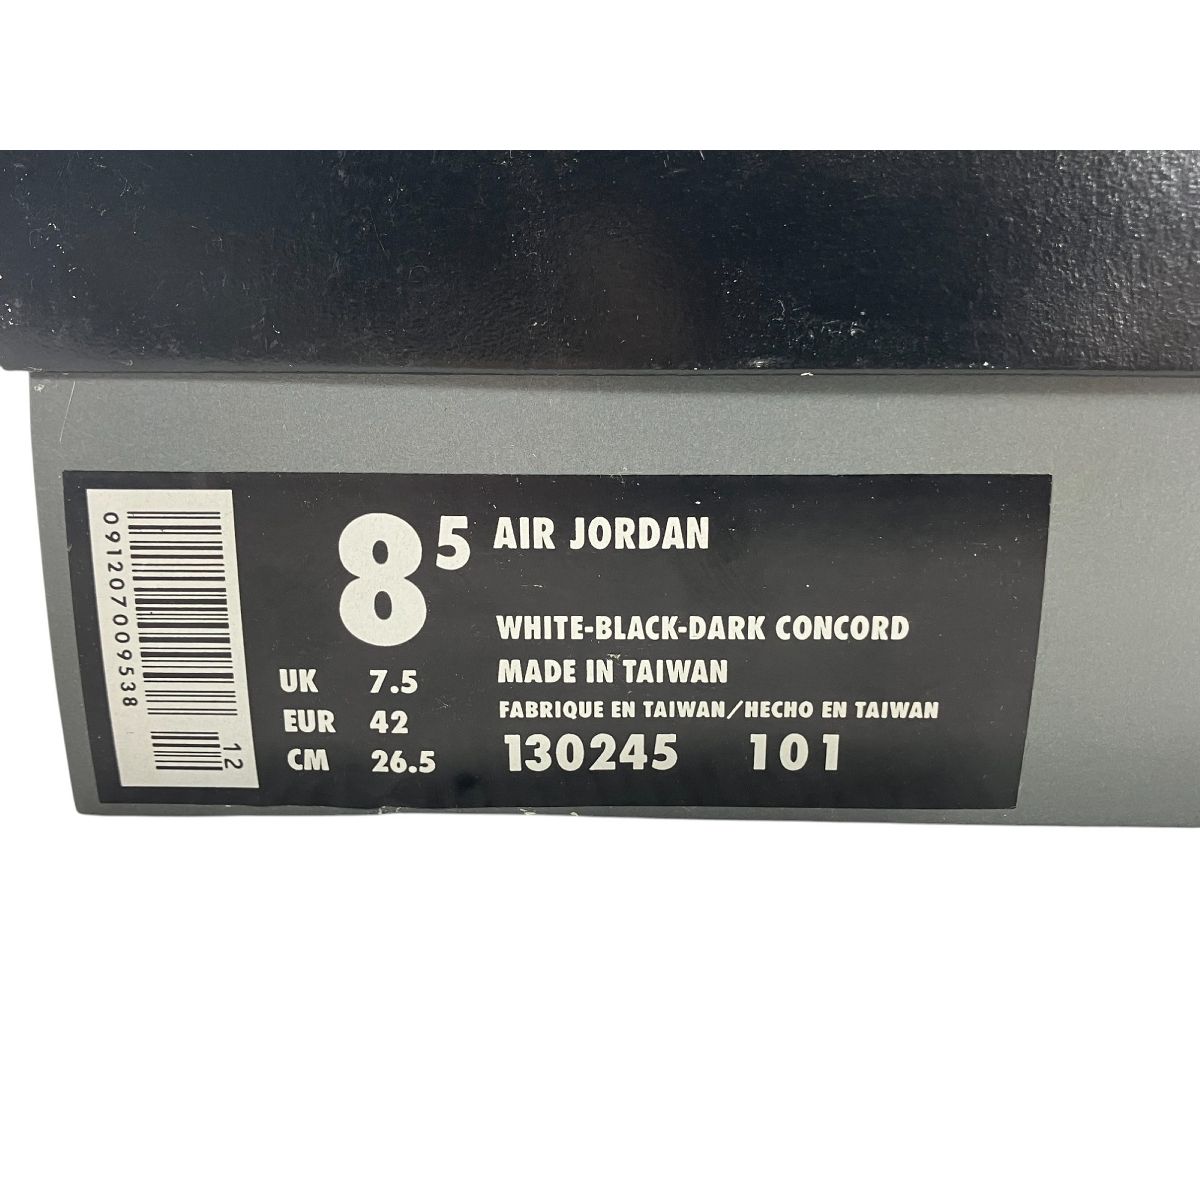 091207009538
12
8 5
AIR JORDAN
WHITE-BLACK-DARK CONCORD
MADE IN TAIWAN
FABRIQUE EN TAIWAN/HECHO EN TAIWAN
130245 101
UK 7.5
EUR 42
CM 26.5